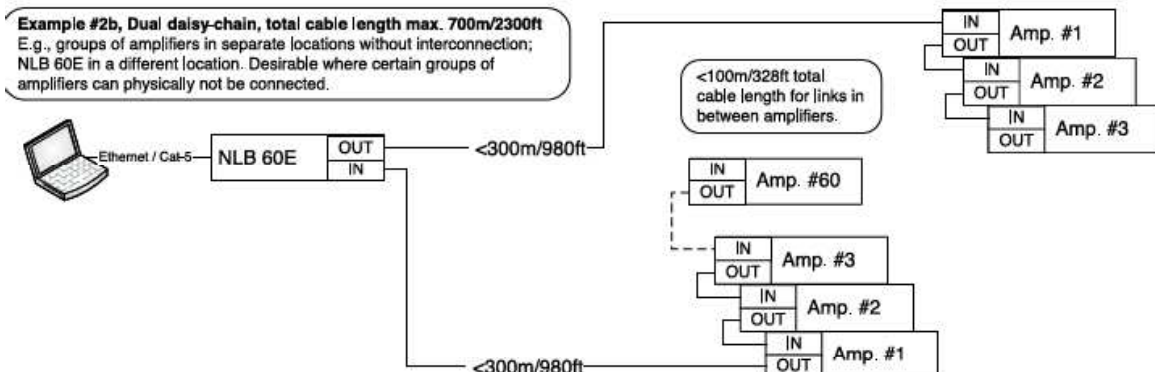 Example #2b, Dual daisy-chain, total cable length max. 700m/2300ft
E.g., groups of amplifiers in separate locations without interconnection;
NLB 60E in a different location. Desirable where certain groups of
amplifiers can physically not be connected.
IN
OUT
Amp. #1
IN
OUT
Amp. #2
IN
OUT
Amp. #3
<100m/328ft total
cable length for links in
between amplifiers.
Ethernet / Cat-5
NLB 60E
OUT
IN
<300m/980ft
IN
OUT
Amp. #60
IN
OUT
Amp. #3
IN
OUT
Amp. #2
IN
OUT
Amp. #1
<300m/980ft